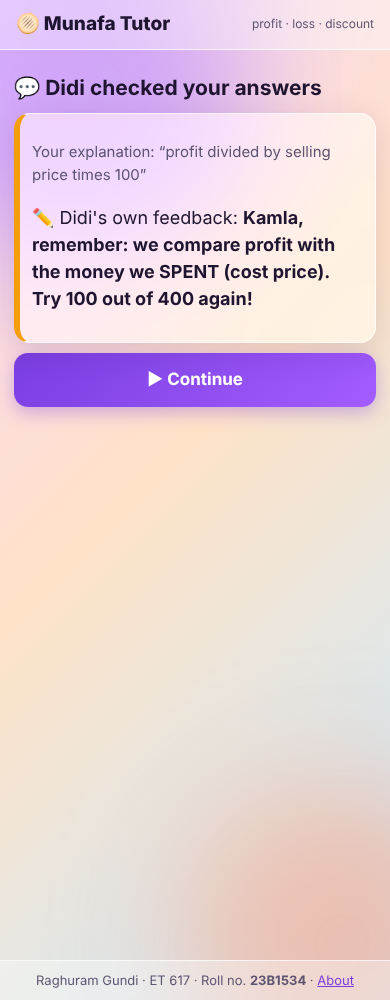 Munafa Tutor
profit · loss · discount
💬 Didi checked your answers
Your explanation: “profit divided by selling
price times 100”
✏️ Didi's own feedback: Kamla,
remember: we compare profit with
the money we SPENT (cost price).
Try 100 out of 400 again!
▶ Continue
Raghuram Gundi · ET 617 · Roll no. 23B1534 · About